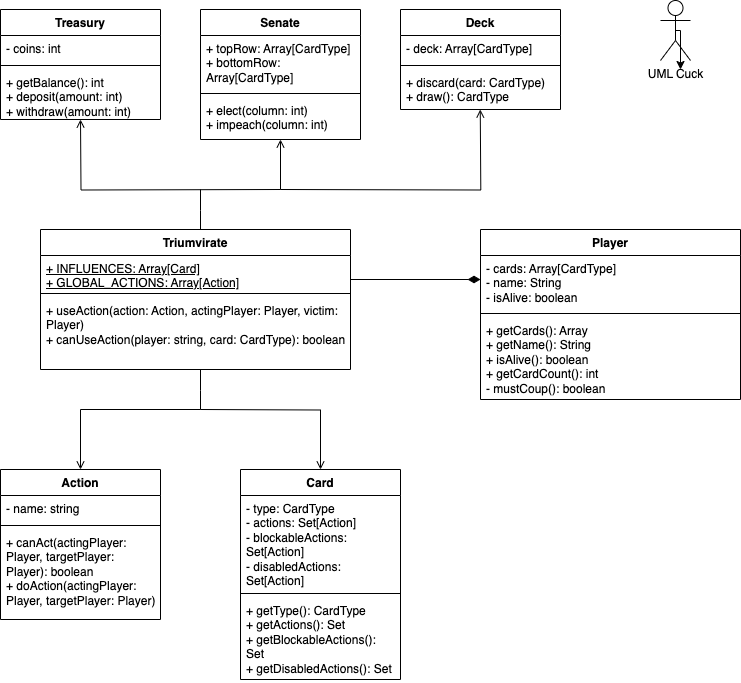 Treasury
- coins: int
+ getBalance(): int
+ deposit(amount: int)
+ withdraw(amount: int)
Senate
+ topRow: Array[CardType]
+ bottomRow:
Array[CardType]
+ elect(column: int)
+ impeach(column: int)
Deck
- deck: Array[CardType]
+ discard(card: CardType)
+ draw(): CardType
UML Cuck
Triumvirate
+ INFLUENCES: Array[Card]
+ GLOBAL_ACTIONS: Array[Action]
+ useAction(action: Action, actingPlayer: Player, victim:
Player)
+ canUseAction(player: string, card: CardType): boolean
Player
- cards: Array[CardType]
- name: String
- isAlive: boolean
+ getCards(): Array
+ getName(): String
+ isAlive(): boolean
+ getCardCount(): int
- mustCoup(): boolean
Action
- name: string
+ canAct(actingPlayer:
Player, targetPlayer:
Player): boolean
+ doAction(actingPlayer:
Player, targetPlayer: Player)
Card
- type: CardType
- actions: Set[Action]
- blockableActions:
Set[Action]
- disabledActions:
Set[Action]
+ getType(): CardType
+ getActions(): Set
+ getBlockableActions():
Set
+ getDisabledActions(): Set